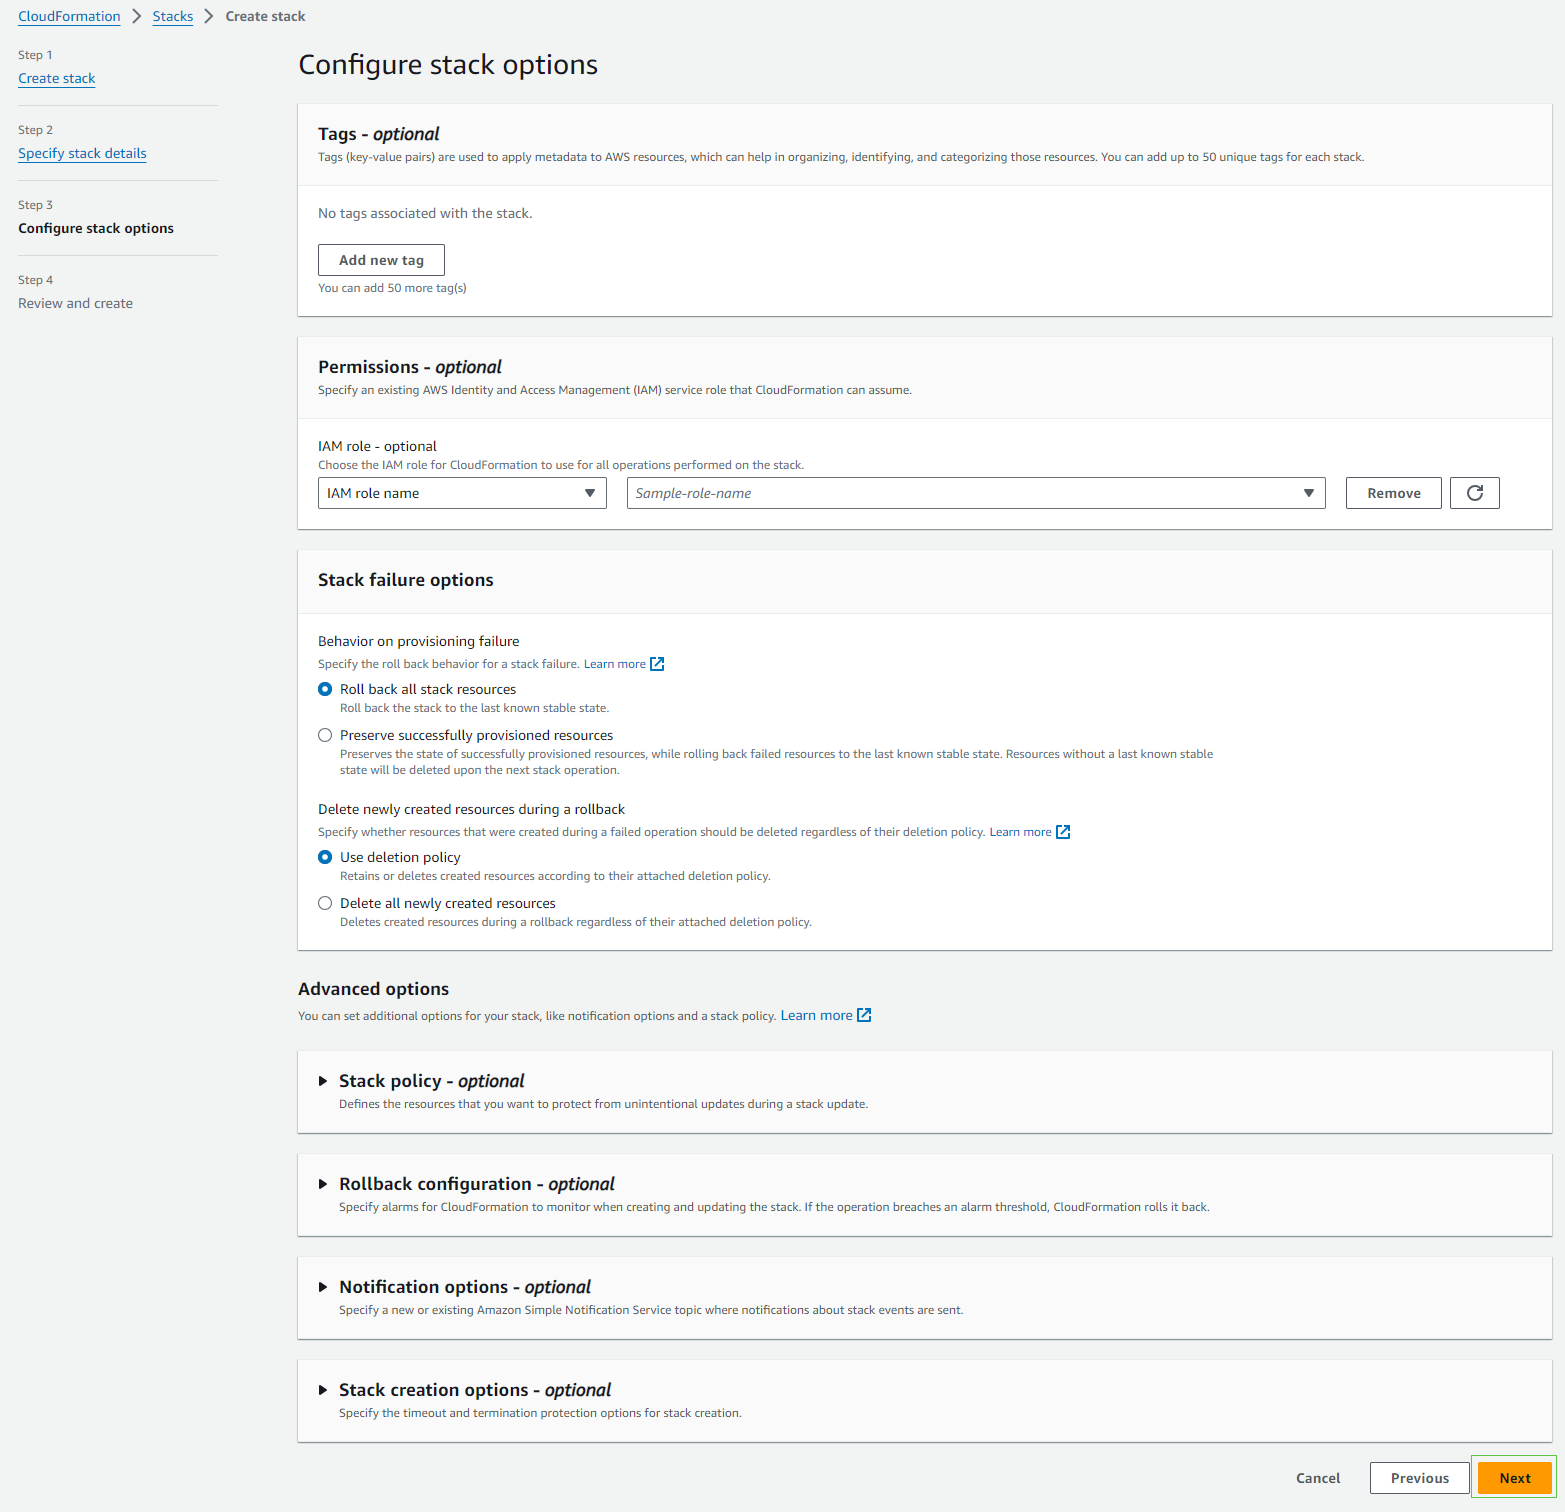 CloudFormation > Stacks > Create stack
Step 1
Create stack
Step 2
Specify stack details
Step 3
Configure stack options
Step 4
Review and create
Configure stack options
Tags - optional
Tags (key-value pairs) are used to apply metadata to AWS resources, which can help in organizing, identifying, and categorizing those resources. You can add up to 50 unique tags for each stack.
No tags associated with the stack.
Add new tag
You can add 50 more tag(s)
Permissions - optional
Specify an existing AWS Identity and Access Management (IAM) service role that CloudFormation can assume.
IAM role - optional
Choose the IAM role for CloudFormation to use for all operations performed on the stack.
IAM role name Sample-role-name Remove
Stack failure options
Behavior on provisioning failure
Specify the roll back behavior for a stack failure. Learn more
Roll back all stack resources
Roll back the stack to the last known stable state.
Preserve successfully provisioned resources
Preserves the state of successfully provisioned resources, while rolling back failed resources to the last known stable state. Resources without a last known stable
state will be deleted upon the next stack operation.
Delete newly created resources during a rollback
Specify whether resources that were created during a failed operation should be deleted regardless of their deletion policy. Learn more
Use deletion policy
Retains or deletes created resources according to their attached deletion policy.
Delete all newly created resources
Deletes created resources during a rollback regardless of their attached deletion policy.
Advanced options
You can set additional options for your stack, like notification options and a stack policy. Learn more
Stack policy - optional
Defines the resources that you want to protect from unintentional updates during a stack update.
Rollback configuration - optional
Specify alarms for CloudFormation to monitor when creating and updating the stack. If the operation breaches an alarm threshold, CloudFormation rolls it back.
Notification options - optional
Specify a new or existing Amazon Simple Notification Service topic where notifications about stack events are sent.
Stack creation options - optional
Specify the timeout and termination protection options for stack creation.
Cancel Previous Next